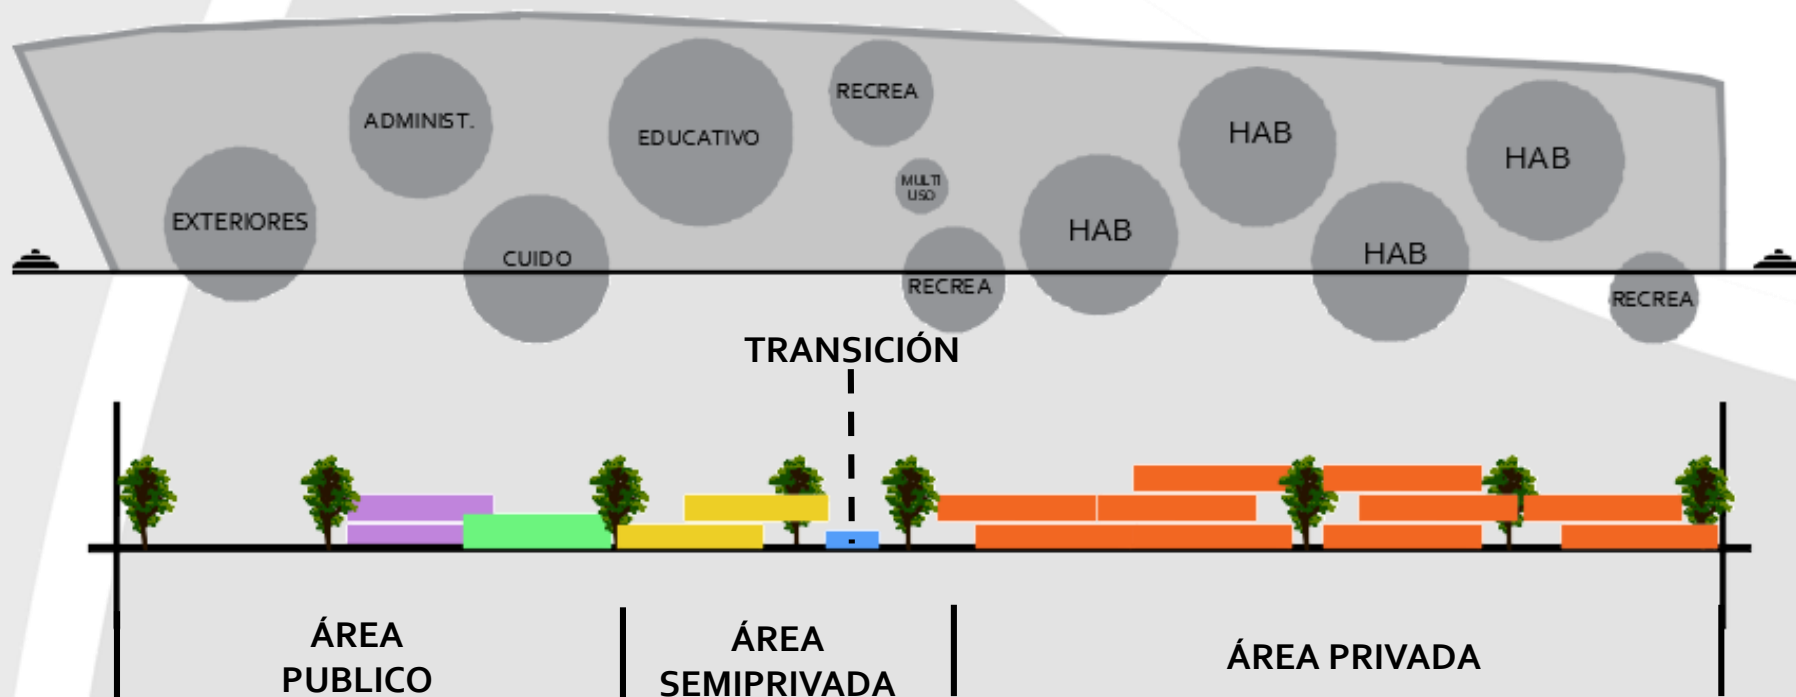 RECREA
ADMINIST.
EDUCATIVO
HAB
HAB
MULTI
USO
EXTERIORES
HAB
CUIDO
HAB
RECREA
RECREA
TRANSICIÓN
ÁREA
PUBLICO
ÁREA
SEMIPRIVADA
ÁREA PRIVADA